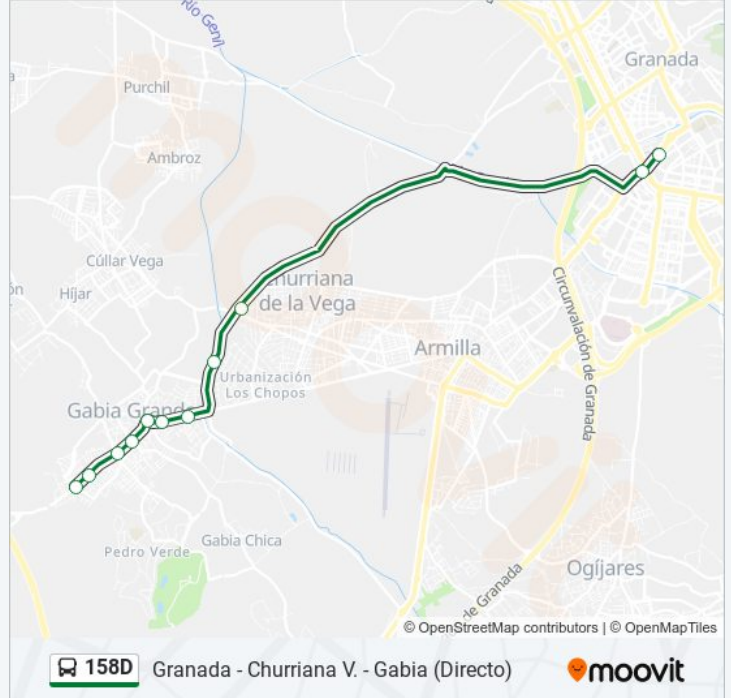 Río Genil
Granada
Purchil
Ambroz
Cúllar Vega
Híjar
ón
Churriana
de la Vega
Armilla
Circunvalación de Granada
Urbanización
Los Chopos
Gabia Grande
Gabia Chica
Pedro Verde
Ogíjares
de Granada
© OpenStreetMap contributors | © OpenMapTiles
158D Granada - Churriana V. - Gabia (Directo) moovit